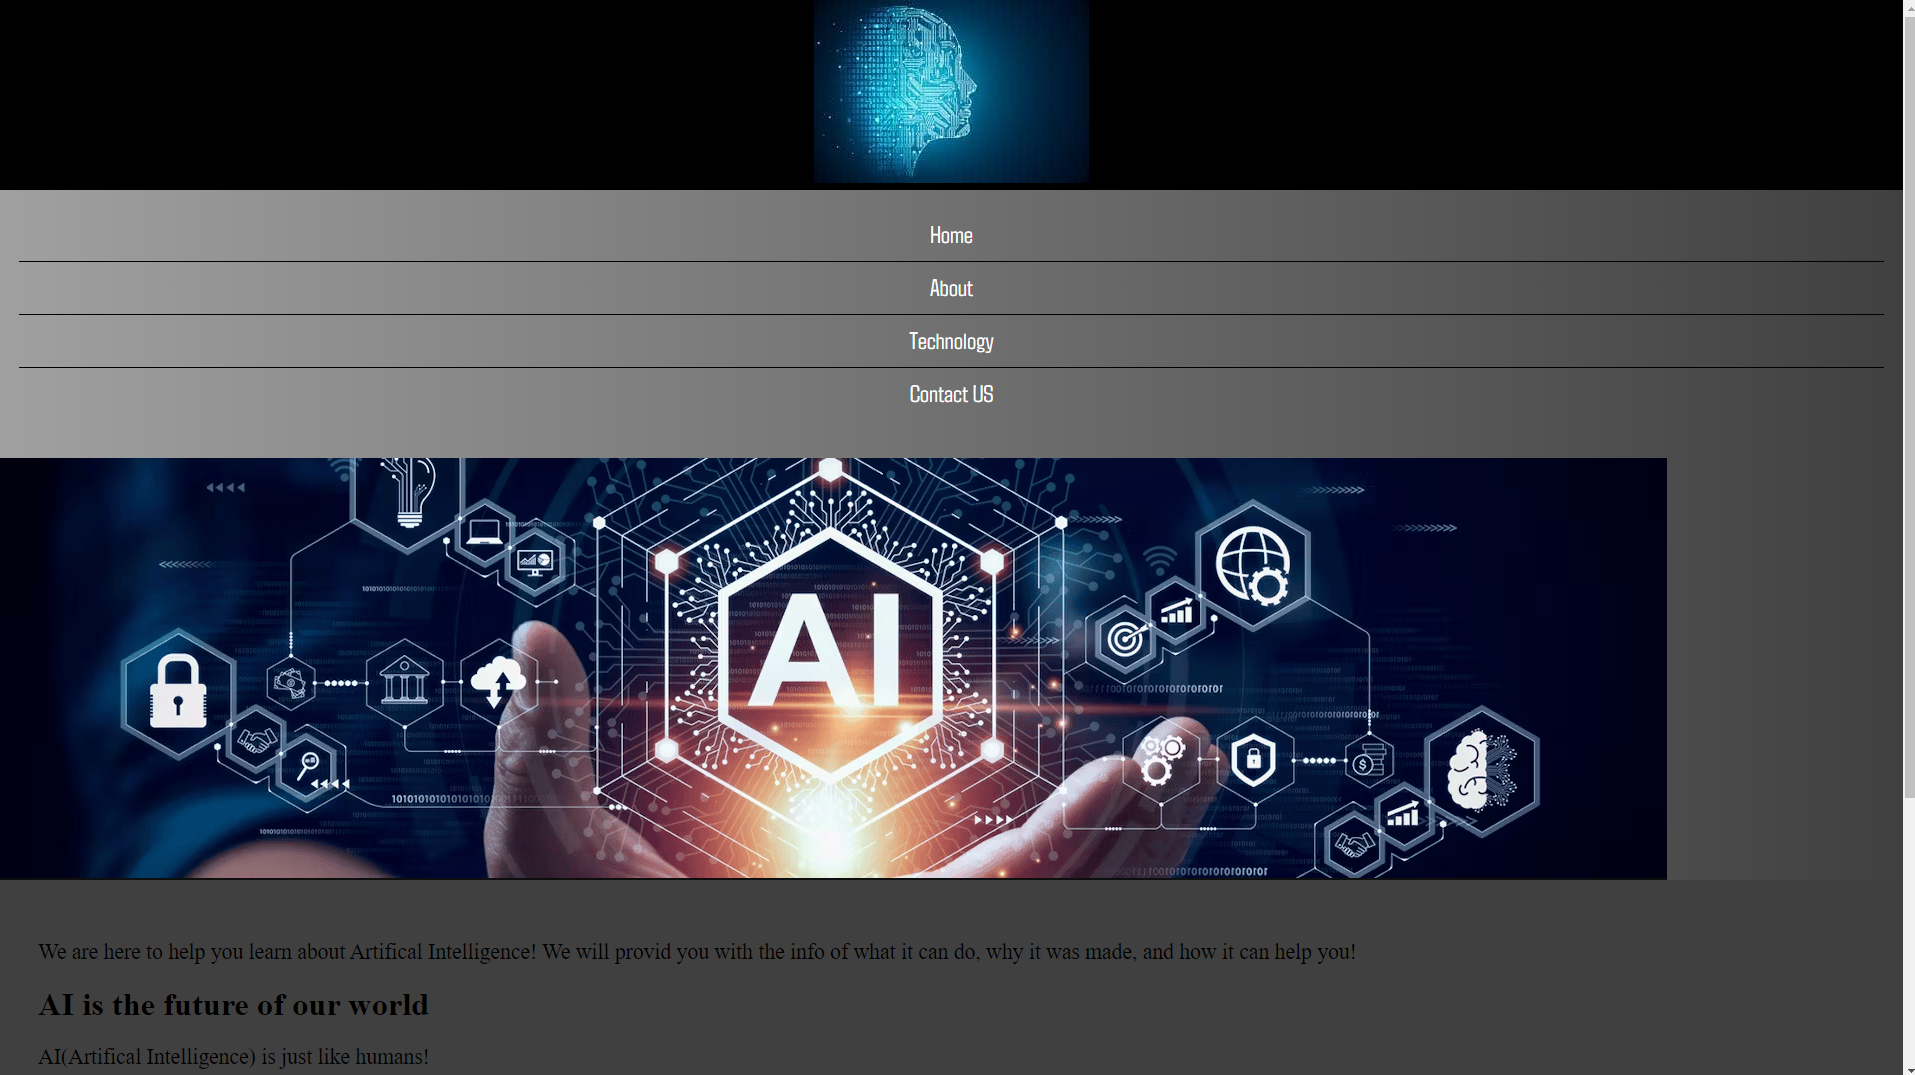 Home
About
Technology
Contact US
AI
We are here to help you learn about Artifical Intelligence! We will provid you with the info of what it can do, why it was made, and how it can help you!
AI is the future of our world
AI(Artifical Intelligence) is just like humans!